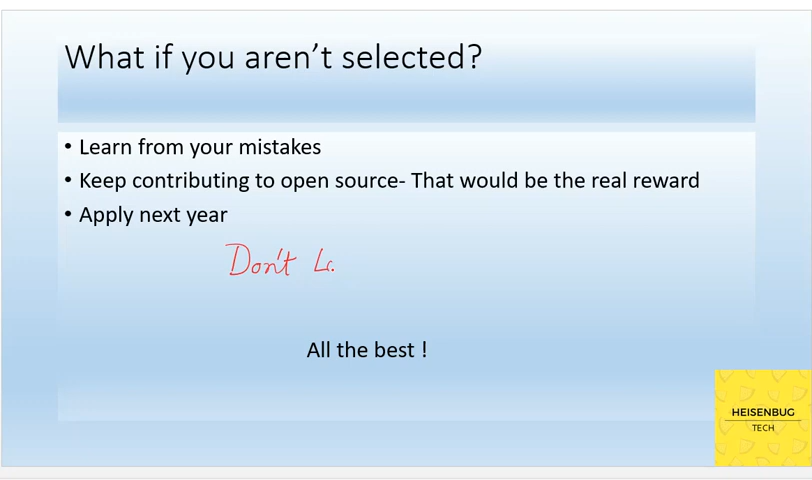 What if you aren't selected?
• Learn from your mistakes
• Keep contributing to open source- That would be the real reward
• Apply next year
Don't
All the best !
HEISENBUG
TECH